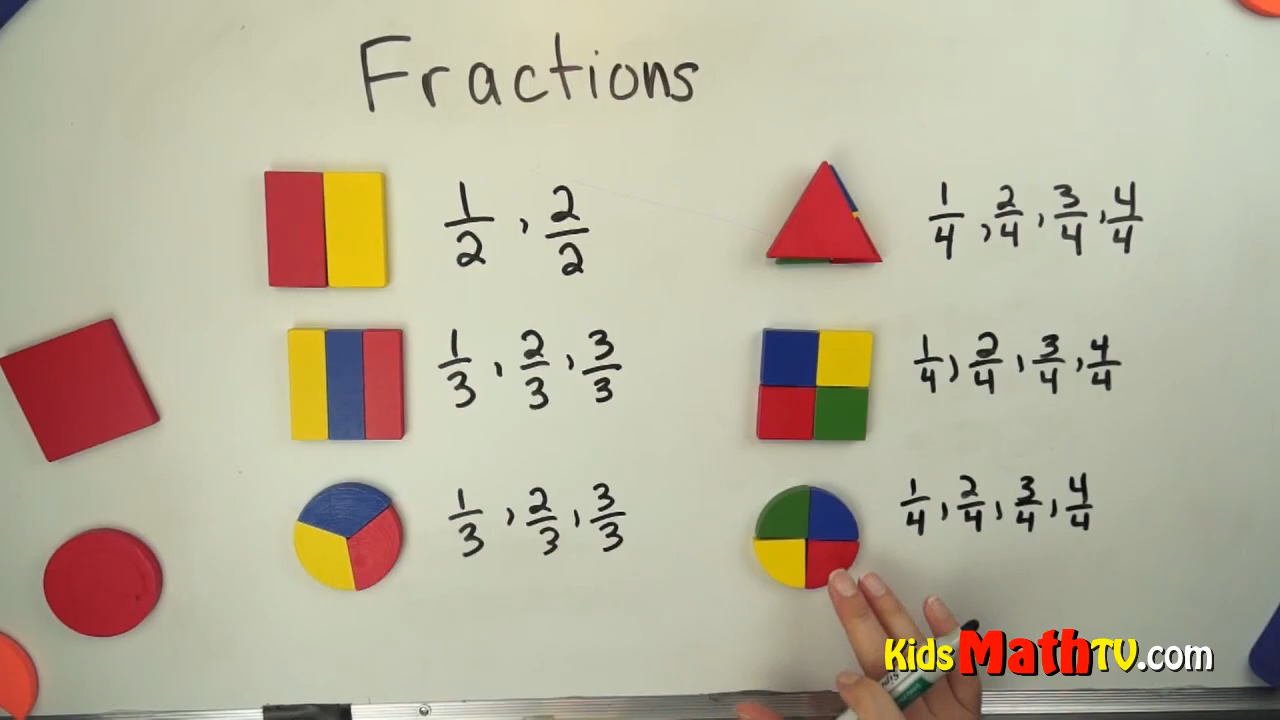 Fractions
1/2 , 2/2
1/3 , 2/3 , 3/3
1/3 , 2/3 , 3/3
1/4 , 2/4 , 3/4 , 4/4
1/4 , 2/4 , 3/4 , 4/4
1/4 , 2/4 , 3/4 , 4/4
KidsMathTV.com